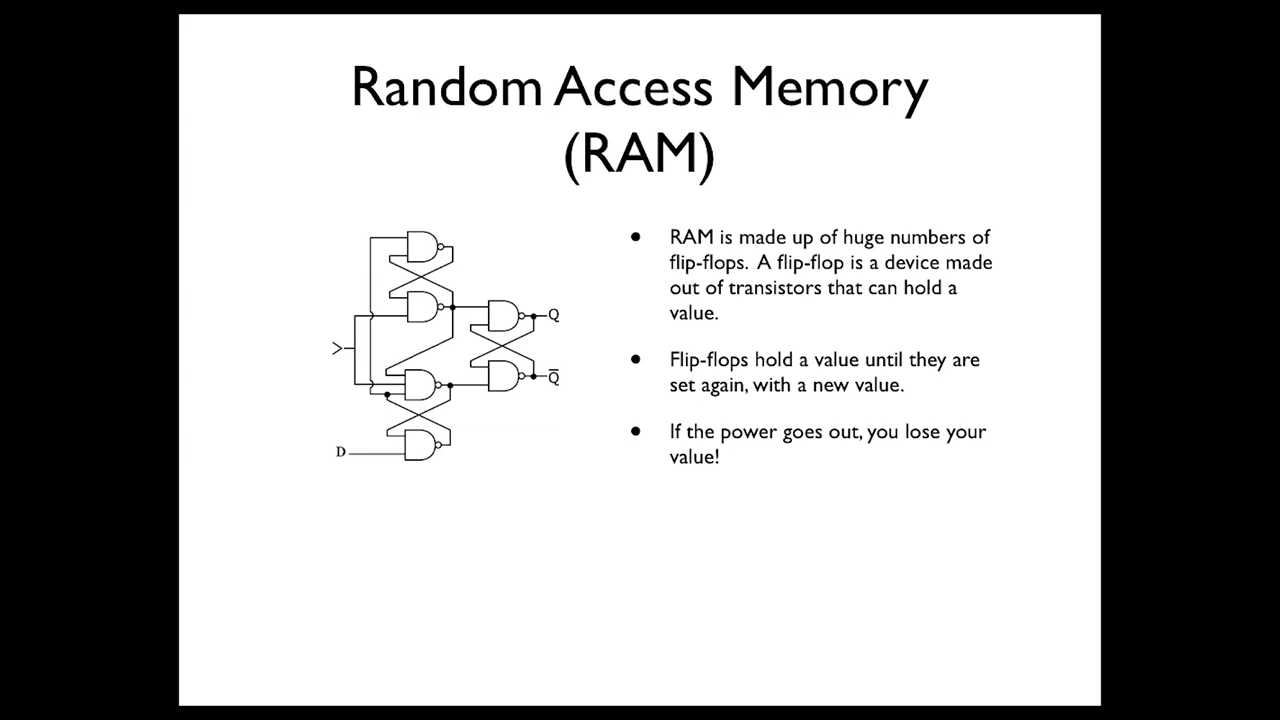 Random Access Memory
(RAM)
RAM is made up of huge numbers of
flip-flops. A flip-flop is a device made
out of transistors that can hold a
value.
Flip-flops hold a value until they are
set again, with a new value.
If the power goes out, you lose your
value!
Q
Q̅
D